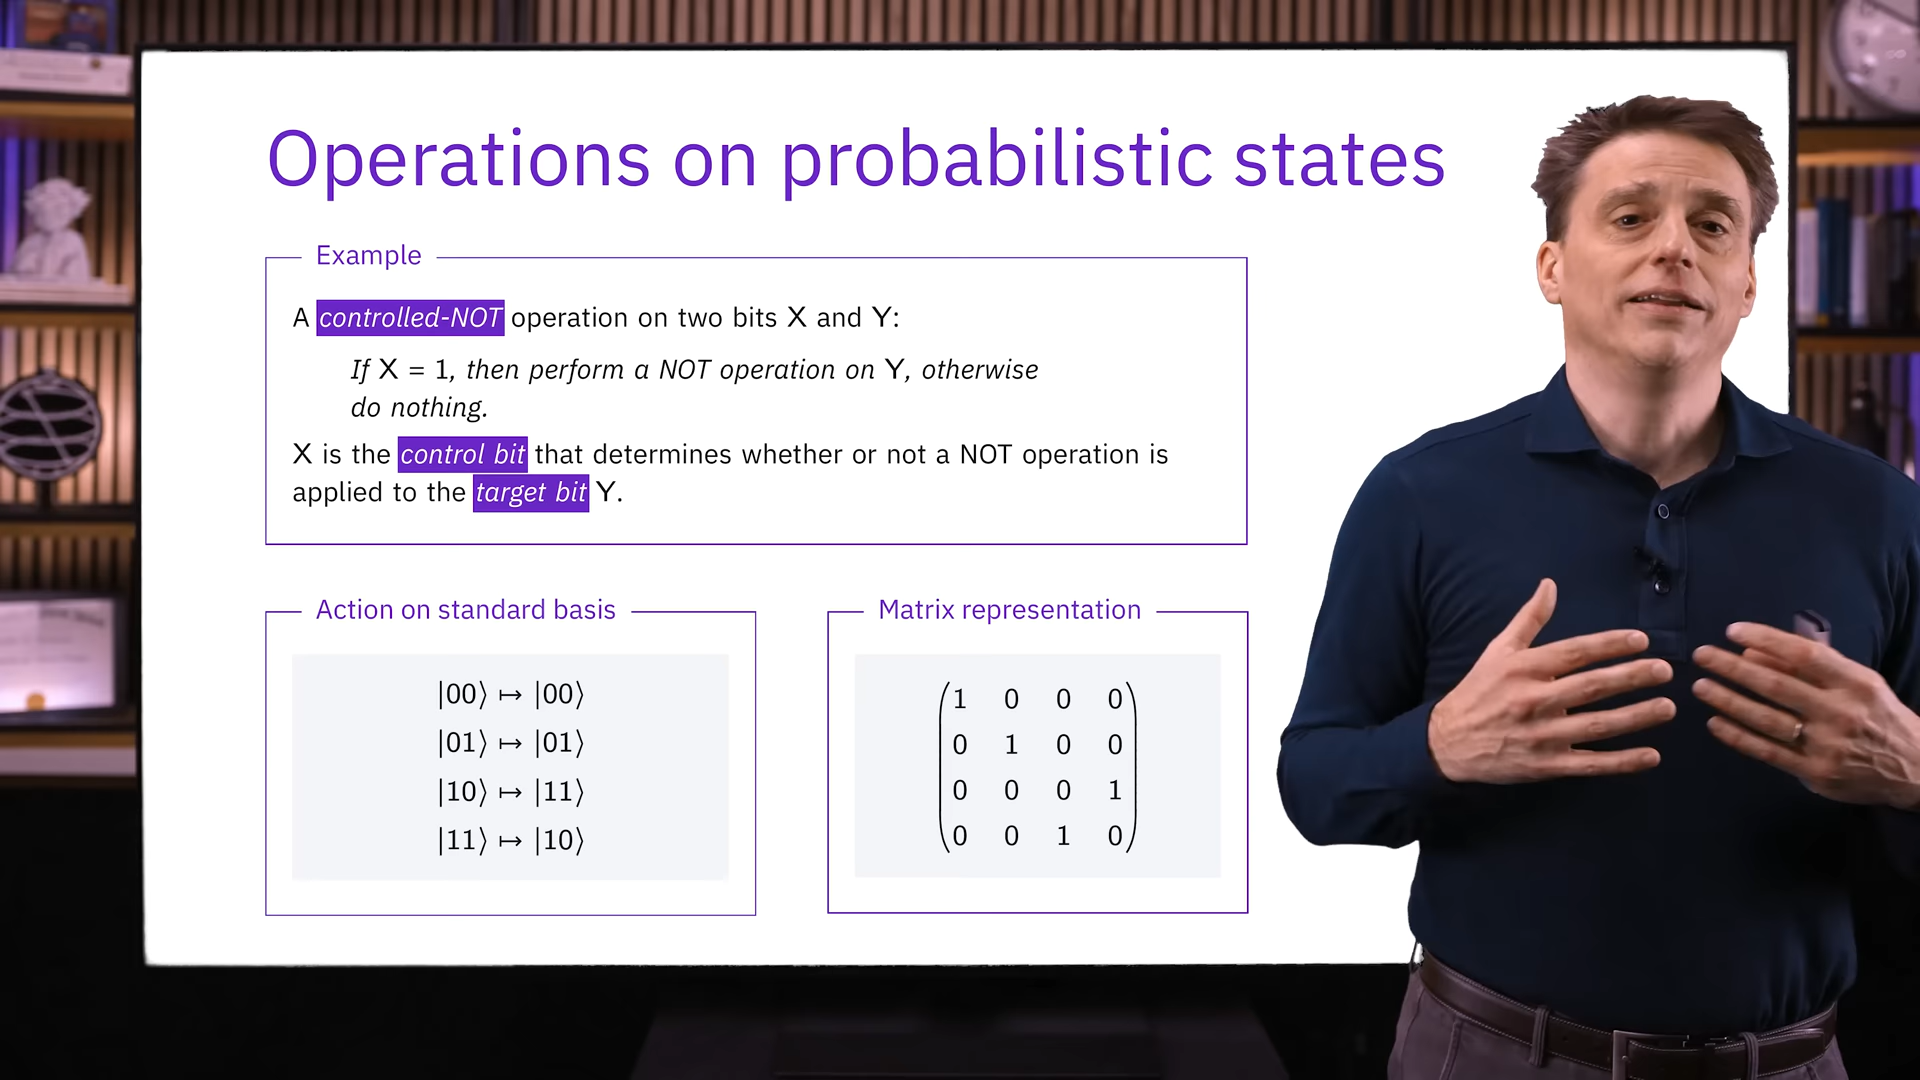 Operations on probabilistic states
Example
A controlled-NOT operation on two bits X and Y:
If X = 1, then perform a NOT operation on Y, otherwise
do nothing.
X is the control bit that determines whether or not a NOT operation is
applied to the target bit Y.
Action on standard basis
|00⟩ ↦ |00⟩
|01⟩ ↦ |01⟩
|10⟩ ↦ |11⟩
|11⟩ ↦ |10⟩
Matrix representation
1 0 0 0
0 1 0 0
0 0 0 1
0 0 1 0